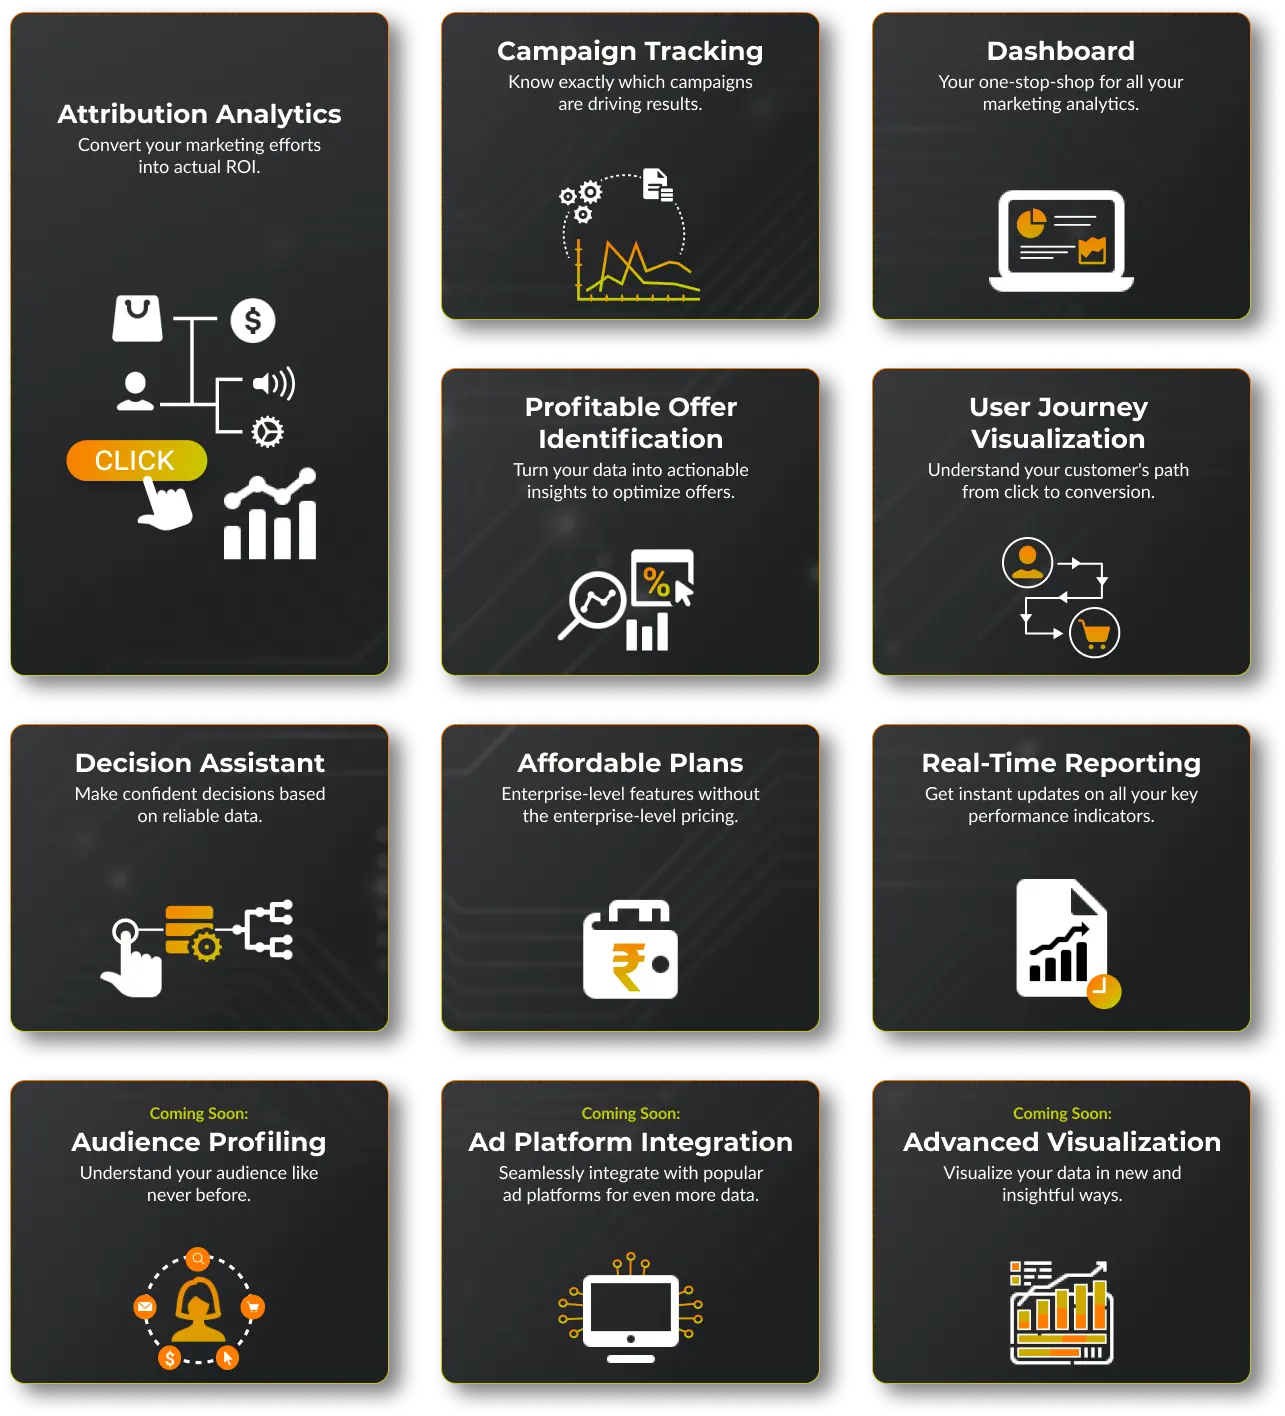 Attribution Analytics
Convert your marketing efforts
into actual ROI.
CLICK
$
Campaign Tracking
Know exactly which campaigns
are driving results.
Dashboard
Your one-stop-shop for all your
marketing analytics.
Profitable Offer
Identification
Turn your data into actionable
insights to optimize offers.
%
User Journey
Visualization
Understand your customer's path
from click to conversion.
Decision Assistant
Make confident decisions based
on reliable data.
Affordable Plans
Enterprise-level features without
the enterprise-level pricing.
₹
Real-Time Reporting
Get instant updates on all your key
performance indicators.
Coming Soon:
Audience Profiling
Understand your audience like
never before.
$
Coming Soon:
Ad Platform Integration
Seamlessly integrate with popular
ad platforms for even more data.
Coming Soon:
Advanced Visualization
Visualize your data in new and
insightful ways.